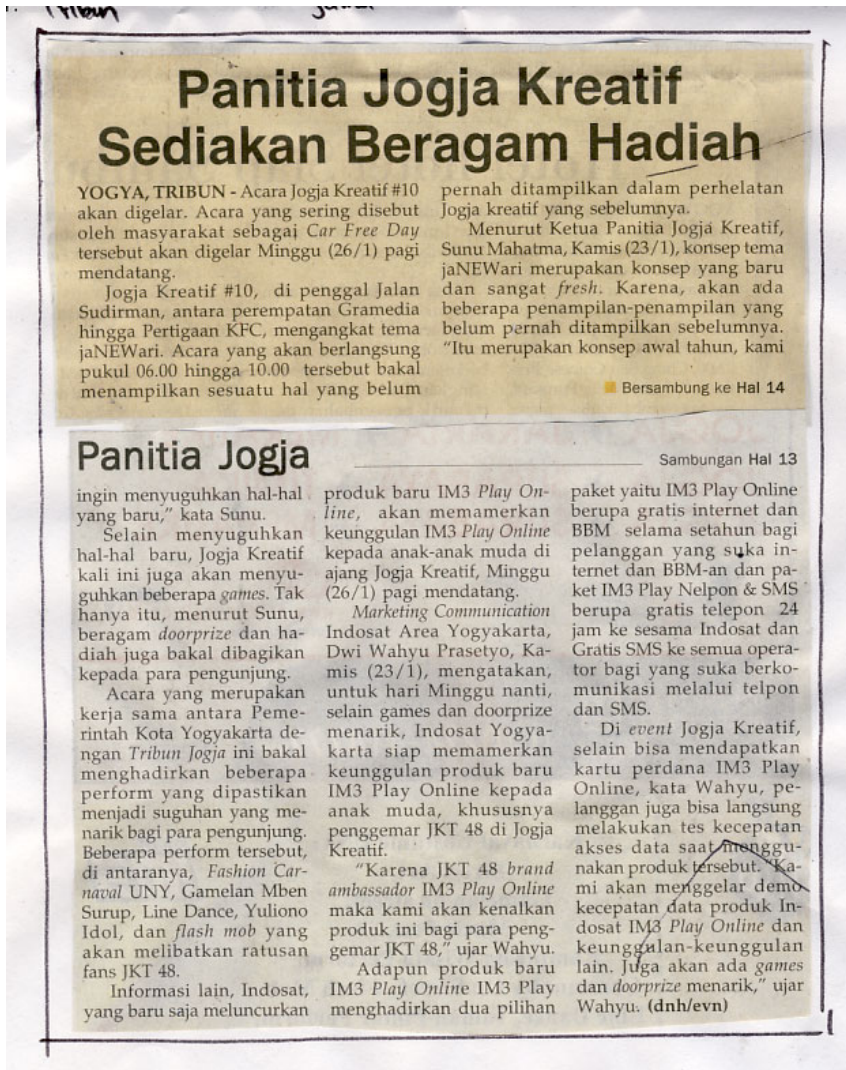 Tribun
Panitia Jogja Kreatif
Sediakan Beragam Hadiah
YOGYA, TRIBUN - Acara Jogja Kreatif #10
akan digelar. Acara yang sering disebut
oleh masyarakat sebagai Car Free Day
tersebut akan digelar Minggu (26/1) pagi
mendatang.
Jogja Kreatif #10, di penggal Jalan
Sudirman, antara perempatan Gramedia
hingga Pertigaan KFC, mengangkat tema
jaNEWari. Acara yang akan berlangsung
pukul 06.00 hingga 10.00 tersebut bakal
menampilkan sesuatu hal yang belum
pernah ditampilkan dalam perhelatan
Jogja kreatif yang sebelumnya.
Menurut Ketua Panitia Jogja Kreatif,
Sunu Mahatma, Kamis (23/1), konsep tema
jaNEWari merupakan konsep yang baru
dan sangat fresh. Karena, akan ada
beberapa penampilan-penampilan yang
belum pernah ditampilkan sebelumnya.
“Itu merupakan konsep awal tahun, kami
Bersambung ke Hal 14
Panitia Jogja
Sambungan Hal 13
ingin menyuguhkan hal-hal
yang baru,” kata Sunu.
Selain menyuguhkan
hal-hal baru, Jogja Kreatif
kali ini juga akan menyu-
guhkan beberapa games. Tak
hanya itu, menurut Sunu,
beragam doorprize dan ha-
diah juga bakal dibagikan
kepada para pengunjung.
Acara yang merupakan
kerja sama antara Peme-
rintah Kota Yogyakarta de-
ngan Tribun Jogja ini bakal
menghadirkan beberapa
perform yang dipastikan
menjadi suguhan yang me-
narik bagi para pengunjung.
Beberapa perform tersebut,
di antaranya, Fashion Car-
naval UNY, Gamelan Mben
Surup, Line Dance, Yuliono
Idol, dan flash mob yang
akan melibatkan ratusan
fans JKT 48.
Informasi lain, Indosat,
yang baru saja meluncurkan
produk baru IM3 Play On-
line, akan memamerkan
keunggulan IM3 Play Online
kepada anak-anak muda di
ajang Jogja Kreatif, Minggu
(26/1) pagi mendatang.
Marketing Communication
Indosat Area Yogyakarta,
Dwi Wahyu Prasetyo, Ka-
mis (23/1), mengatakan,
untuk hari Minggu nanti,
selain games dan doorprize
menarik, Indosat Yogya-
karta siap memamerkan
keunggulan produk baru
IM3 Play Online kepada
anak muda, khususnya
penggemar JKT 48 di Jogja
Kreatif.
“Karena JKT 48 brand
ambassador IM3 Play Online
maka kami akan kenalkan
produk ini bagi para peng-
gemar JKT 48,” ujar Wahyu.
Adapun produk baru
IM3 Play Online IM3 Play
menghadirkan dua pilihan
paket yaitu IM3 Play Online
berupa gratis internet dan
BBM selama setahun bagi
pelanggan yang suka in-
ternet dan BBM-an dan pa-
ket IM3 Play Nelpon & SMS
berupa gratis telepon 24
jam ke sesama Indosat dan
Gratis SMS ke semua opera-
tor bagi yang suka berko-
munikasi melalui telpon
dan SMS.
Di event Jogja Kreatif,
selain bisa mendapatkan
kartu perdana IM3 Play
Online, kata Wahyu, pe-
langgan juga bisa langsung
melakukan tes kecepatan
akses data saat menggu-
nakan produk tersebut. “Ka-
mi akan menggelar demo
kecepatan data produk In-
dosat IM3 Play Online dan
keunggulan-keunggulan
lain. Juga akan ada games
dan doorprize menarik,” ujar
Wahyu. (dnh/evn)